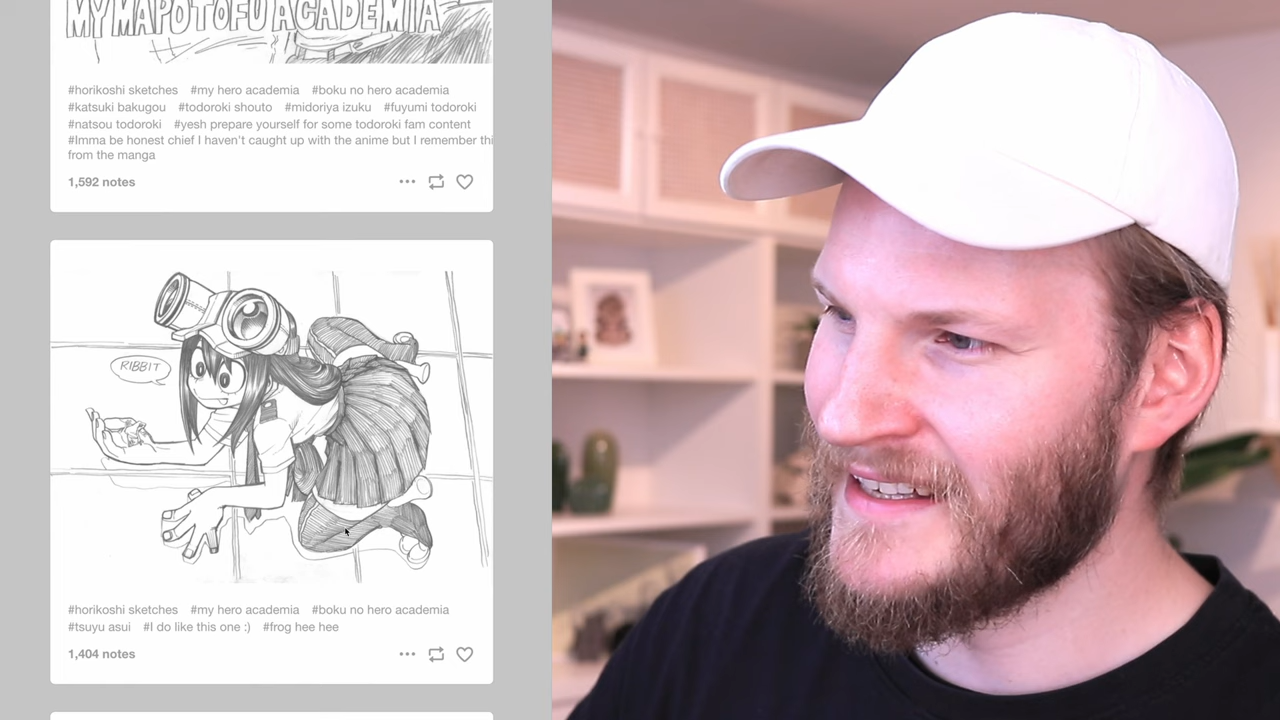 MY MAPO TOFU ACADEMIA
#horikoshi sketches #my hero academia #boku no hero academia
#katsuki bakugou #todoroki shouto #midoriya izuku #fuyumi todoroki
#natsou todoroki #yesh prepare yourself for some todoroki fam content
#Imma be honest chief I haven't caught up with the anime but I remember thi
from the manga
1,592 notes
RIBBIT
#horikoshi sketches #my hero academia #boku no hero academia
#tsuyu asui #I do like this one :) #frog hee hee
1,404 notes